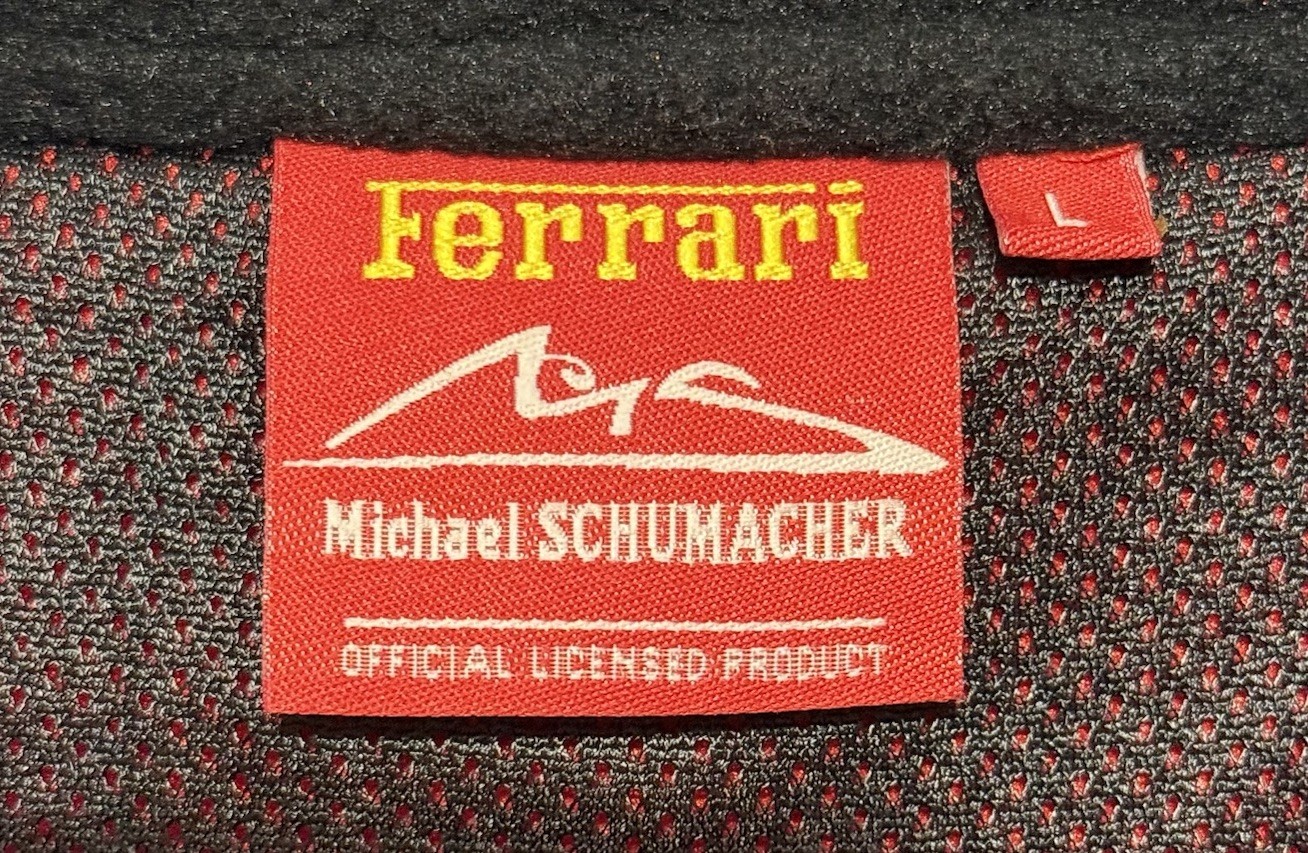 Ferrari
L
Michael SCHUMACHER
OFFICIAL LICENSED PRODUCT